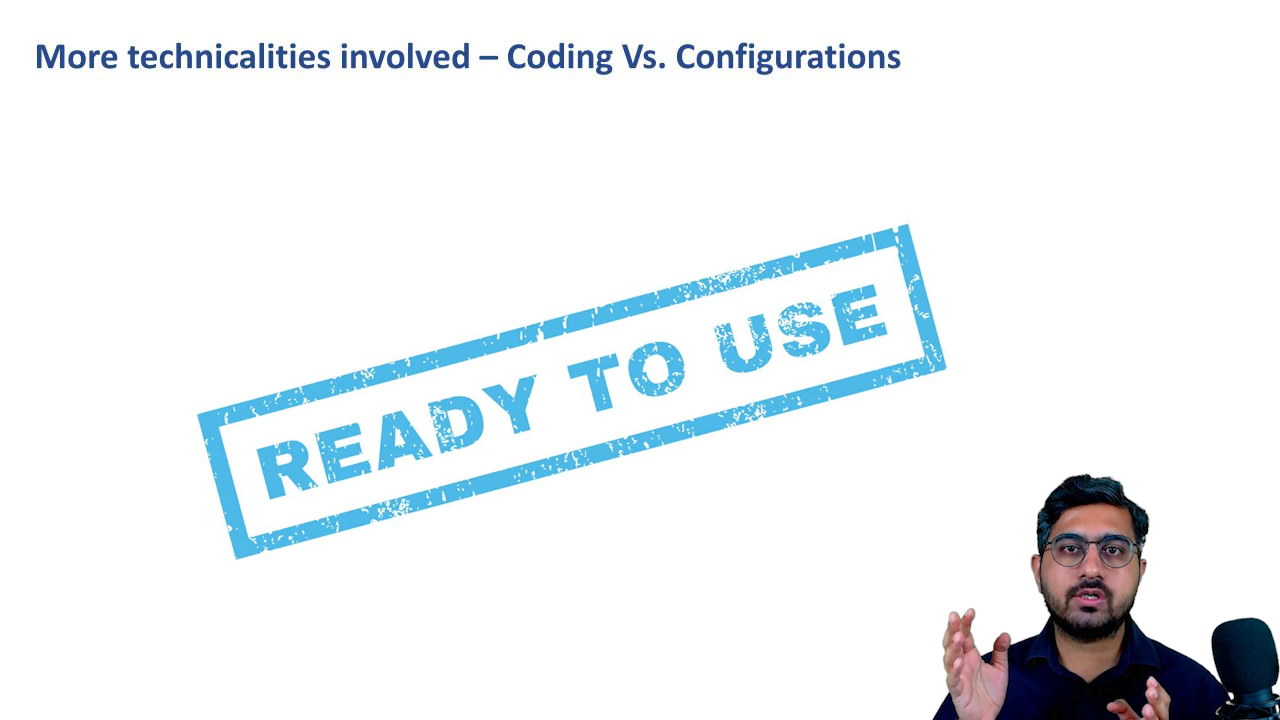 More technicalities involved – Coding Vs. Configurations
READY TO USE